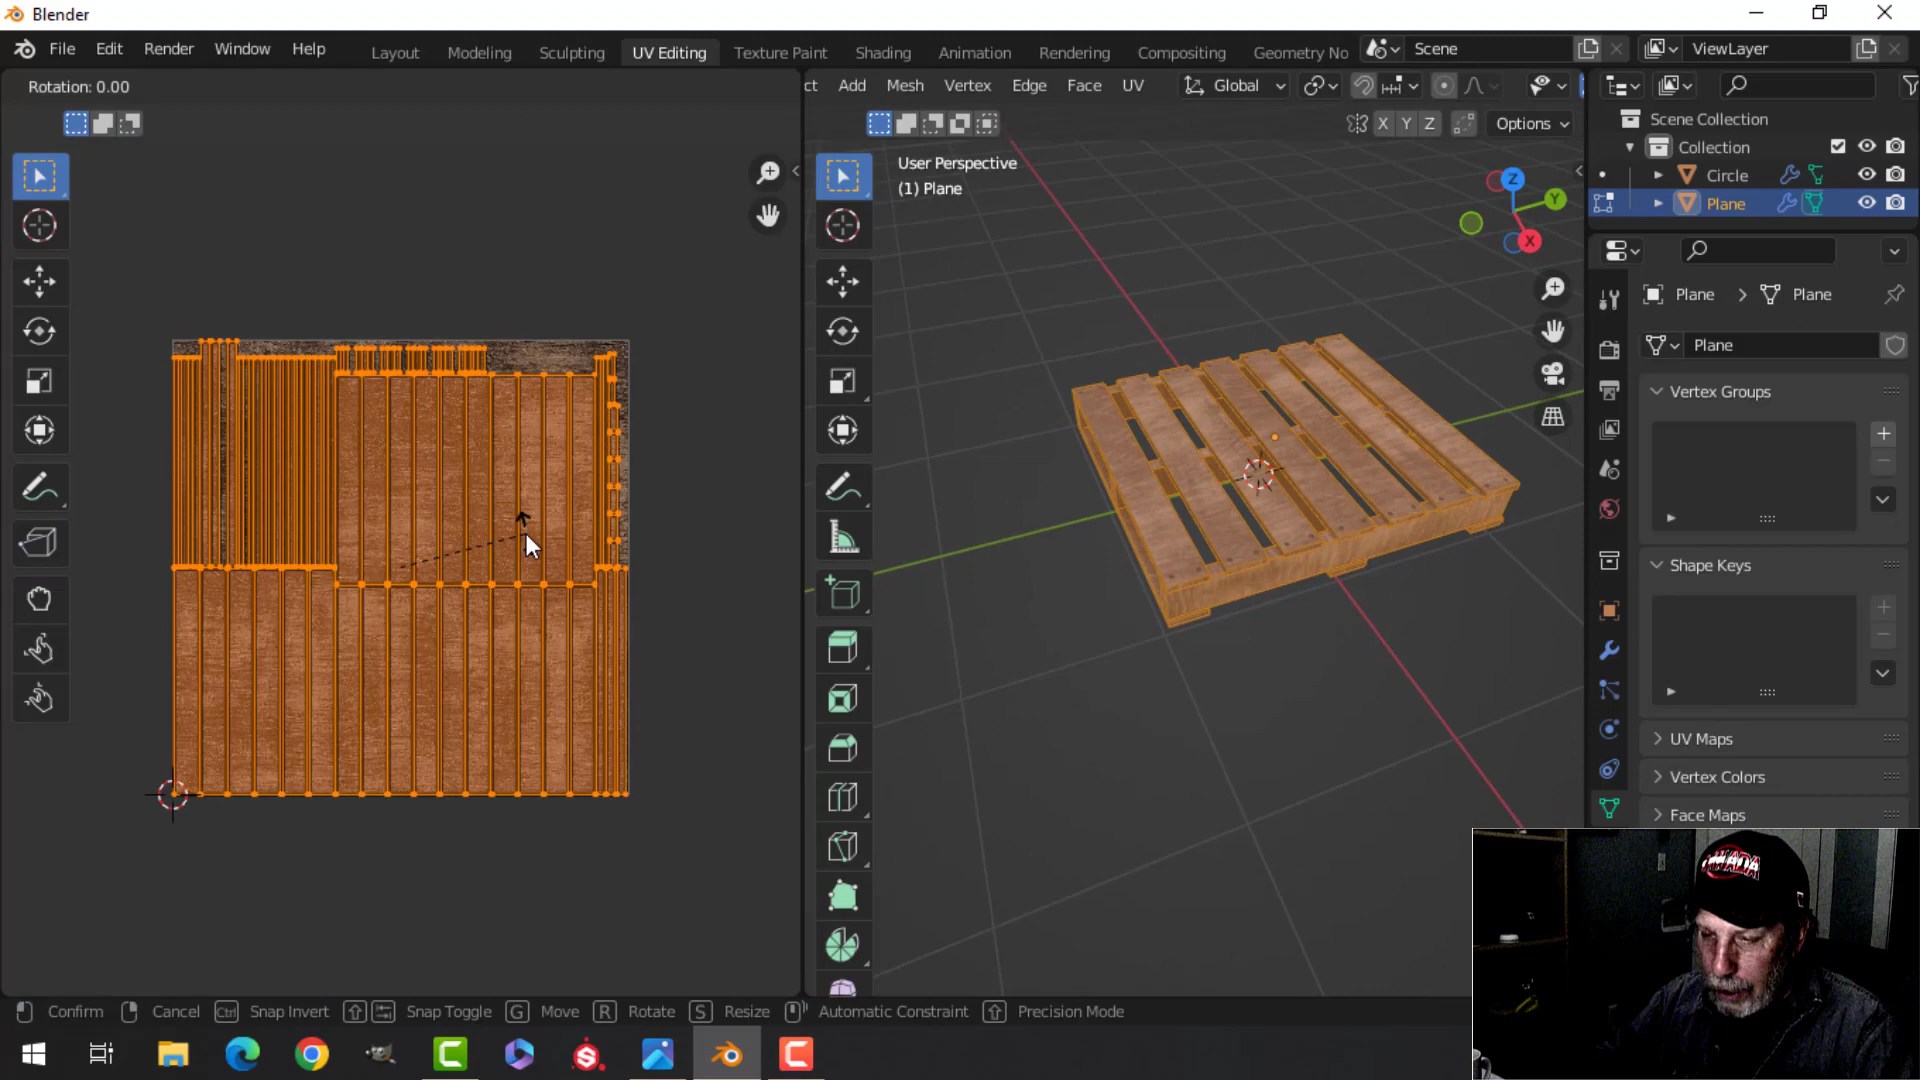 Blender
File Edit Render Window Help
Layout Modeling Sculpting UV Editing Texture Paint Shading Animation Rendering Compositing Geometry No
Scene
ViewLayer
Rotation: 0.00
ct Add Mesh Vertex Edge Face UV
Global
X Y Z
Options
User Perspective
(1) Plane
Z
Y
X
Scene Collection
Collection
Circle
Plane
Plane > Plane
Plane
Vertex Groups
Shape Keys
UV Maps
Vertex Colors
Face Maps
Confirm Cancel Ctrl Snap Invert Snap Toggle G Move R Rotate S Resize Automatic Constraint Precision Mode